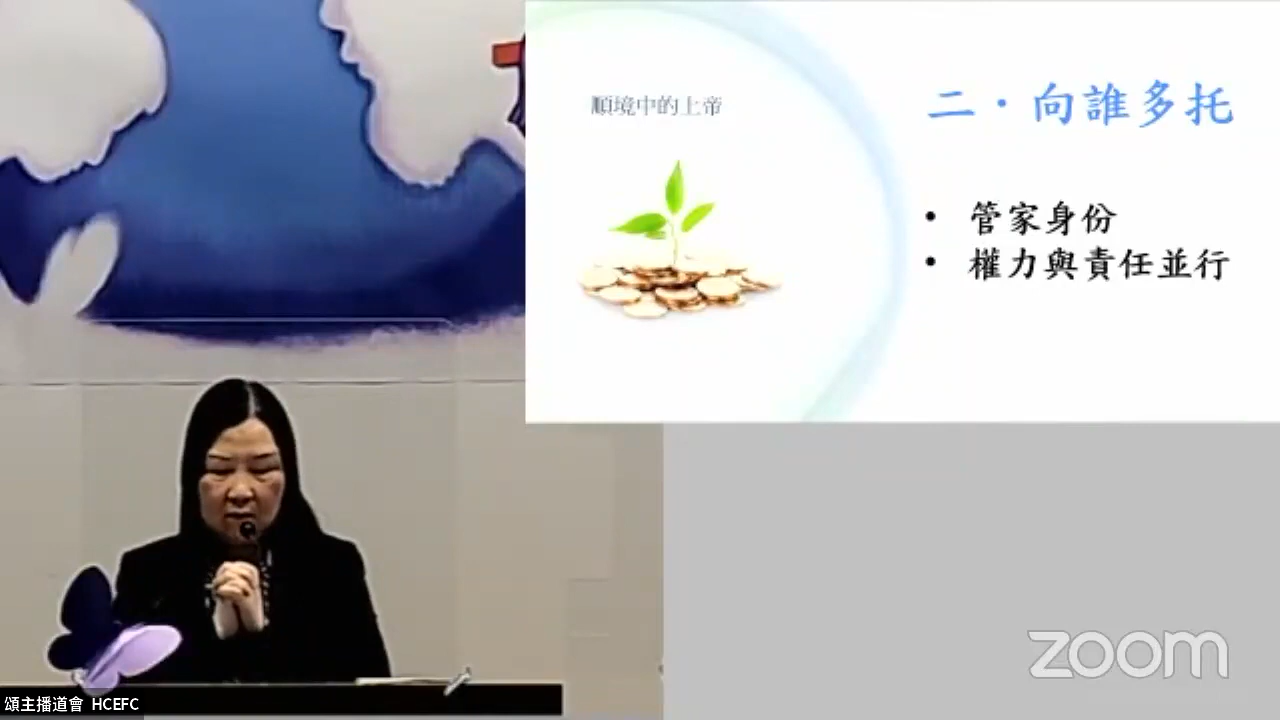 順境中的上帝
二·向誰多托
• 管家身份
• 權力與責任並行
zoom
頌主播道會 HCEFC